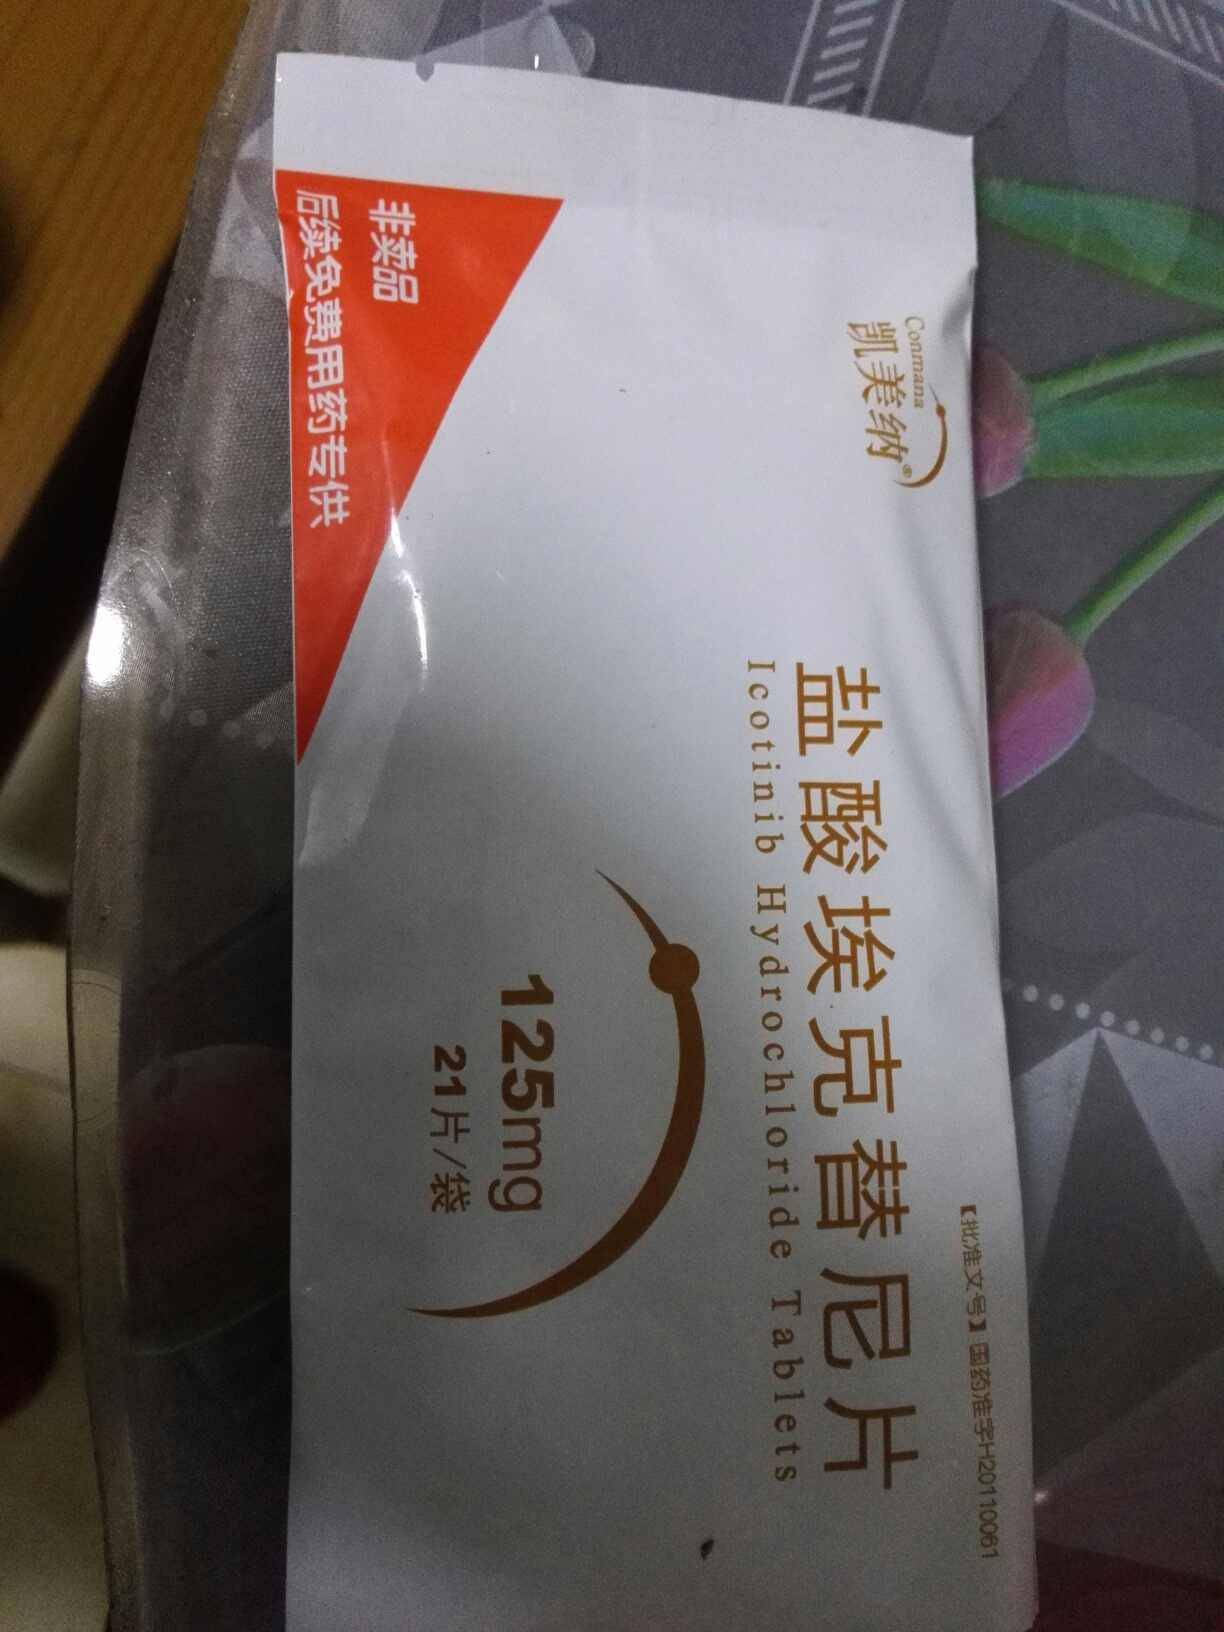 非卖品
后续免费用药专供
Conmana
凯美纳®
【批准文号】国药准字H20110061
盐酸埃克替尼片
Icotinib Hydrochloride Tablets
125mg
21片/袋